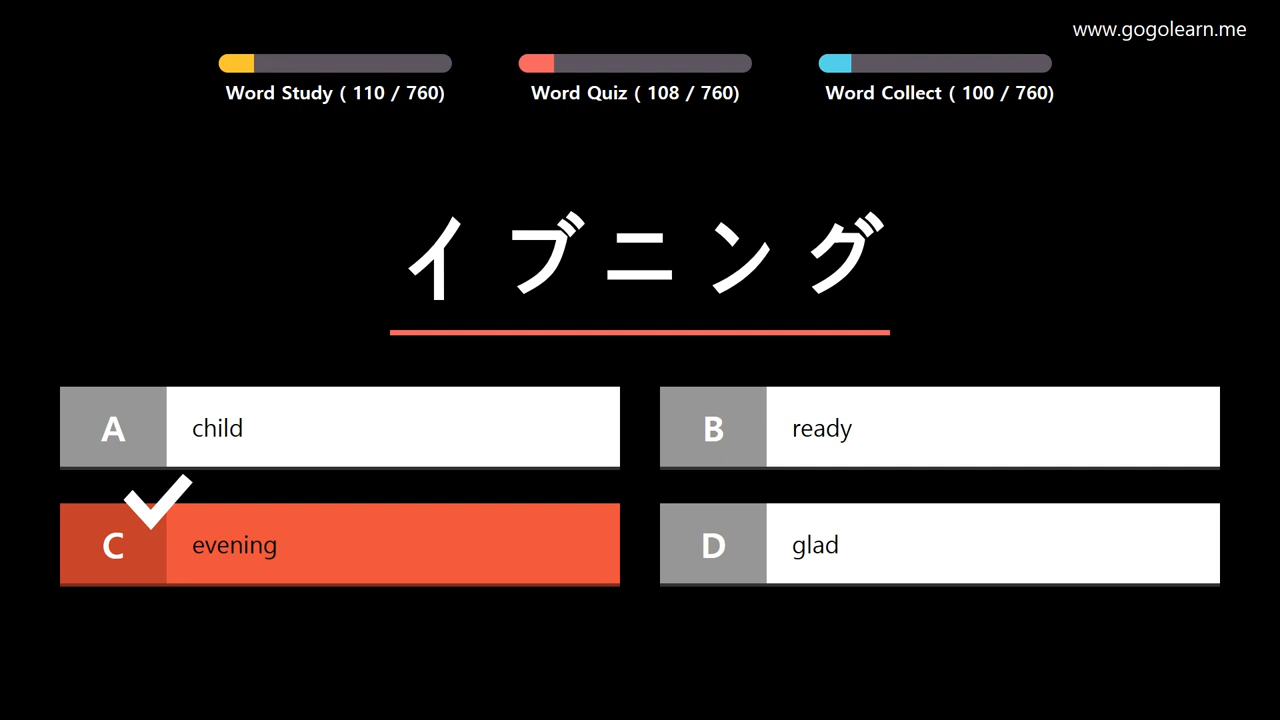 www.gogolearn.me
Word Study ( 110 / 760)
Word Quiz ( 108 / 760)
Word Collect ( 100 / 760)
イブニング
A child
B ready
C evening
D glad